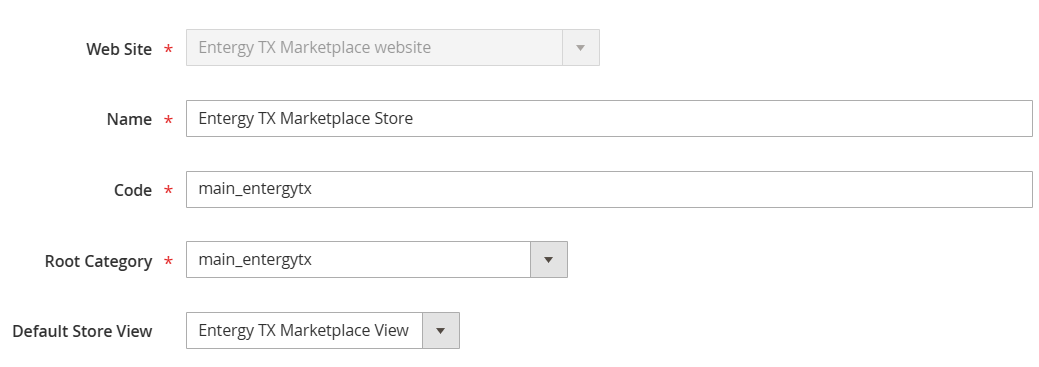 Web Site * Entergy TX Marketplace website
Name * Entergy TX Marketplace Store
Code * main_entergytx
Root Category * main_entergytx
Default Store View Entergy TX Marketplace View